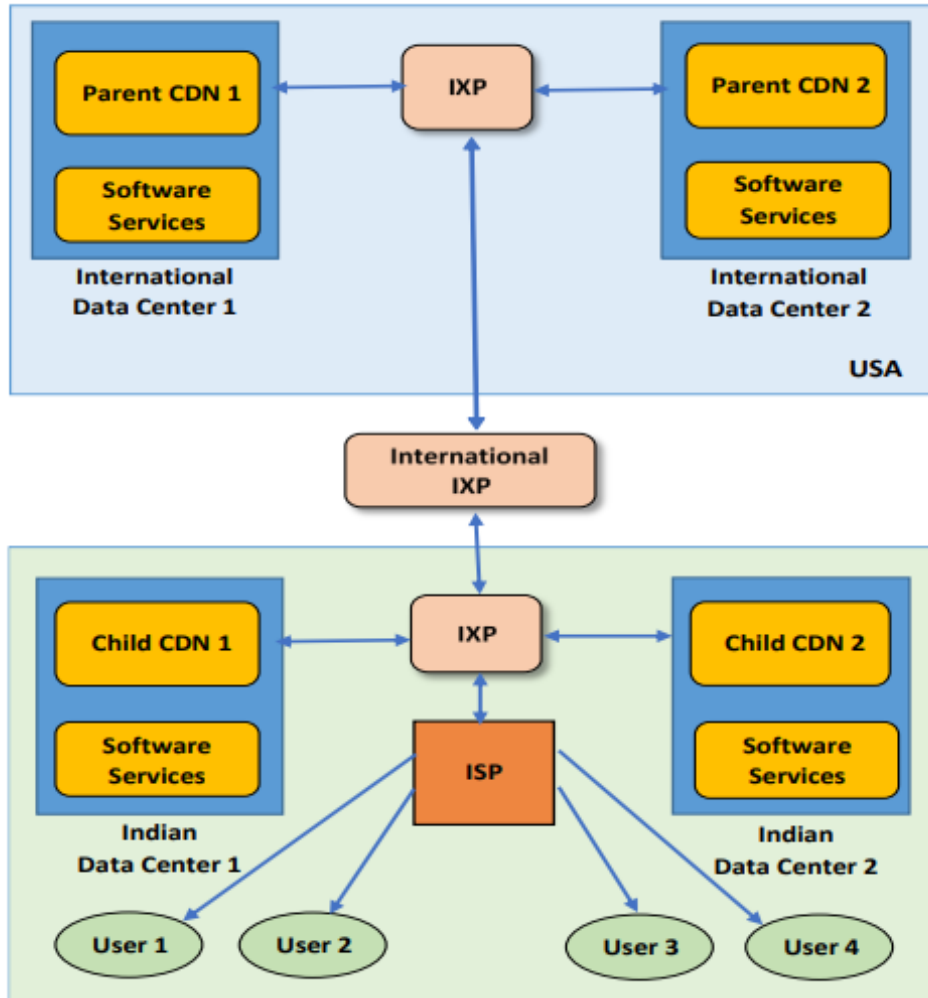 Parent CDN 1
IXP
Parent CDN 2
Software
Services
Software
Services
International
Data Center 1
International
Data Center 2
USA
International
IXP
Child CDN 1
IXP
Child CDN 2
Software
Services
ISP
Software
Services
Indian
Data Center 1
Indian
Data Center 2
User 1
User 2
User 3
User 4